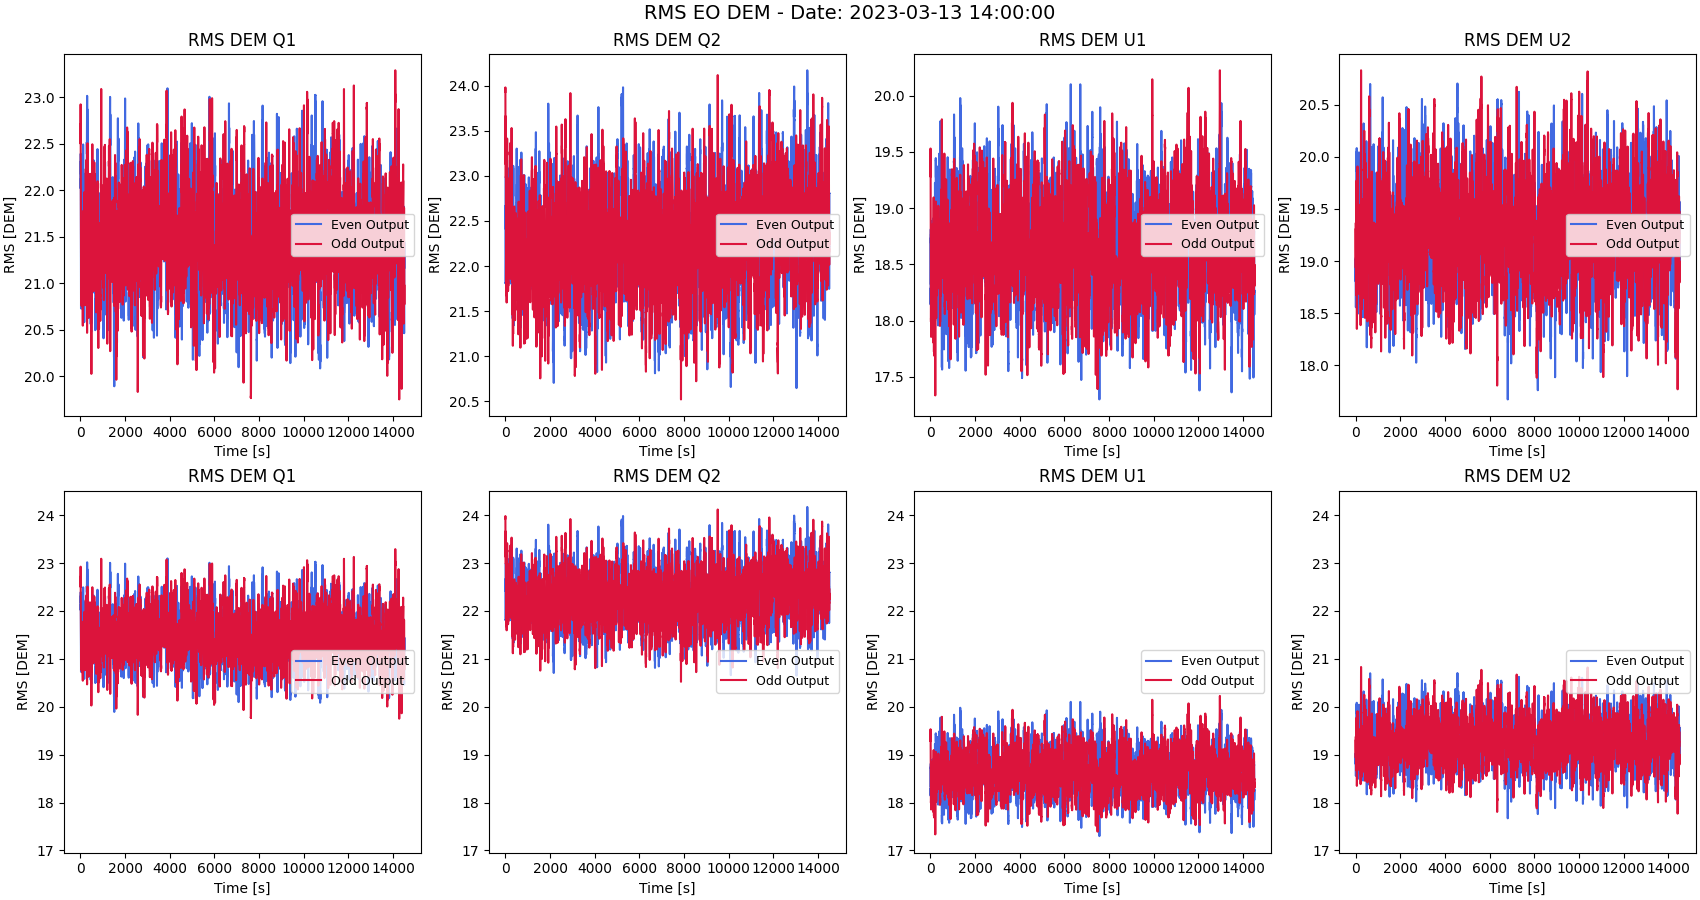 RMS EO DEM - Date: 2023-03-13 14:00:00
RMS DEM Q1
RMS [DEM]
23.0
22.5
22.0
21.5
21.0
20.5
20.0
Even Output
Odd Output
0 2000 4000 6000 8000 10000 12000 14000
Time [s]
RMS DEM Q2
RMS [DEM]
24.0
23.5
23.0
22.5
22.0
21.5
21.0
20.5
Even Output
Odd Output
0 2000 4000 6000 8000 10000 12000 14000
Time [s]
RMS DEM U1
RMS [DEM]
20.0
19.5
19.0
18.5
18.0
17.5
Even Output
Odd Output
0 2000 4000 6000 8000 10000 12000 14000
Time [s]
RMS DEM U2
RMS [DEM]
20.5
20.0
19.5
19.0
18.5
18.0
Even Output
Odd Output
0 2000 4000 6000 8000 10000 12000 14000
Time [s]
RMS DEM Q1
RMS [DEM]
24
23
22
21
20
19
18
17
Even Output
Odd Output
0 2000 4000 6000 8000 10000 12000 14000
Time [s]
RMS DEM Q2
RMS [DEM]
24
23
22
21
20
19
18
17
Even Output
Odd Output
0 2000 4000 6000 8000 10000 12000 14000
Time [s]
RMS DEM U1
RMS [DEM]
24
23
22
21
20
19
18
17
Even Output
Odd Output
0 2000 4000 6000 8000 10000 12000 14000
Time [s]
RMS DEM U2
RMS [DEM]
24
23
22
21
20
19
18
17
Even Output
Odd Output
0 2000 4000 6000 8000 10000 12000 14000
Time [s]